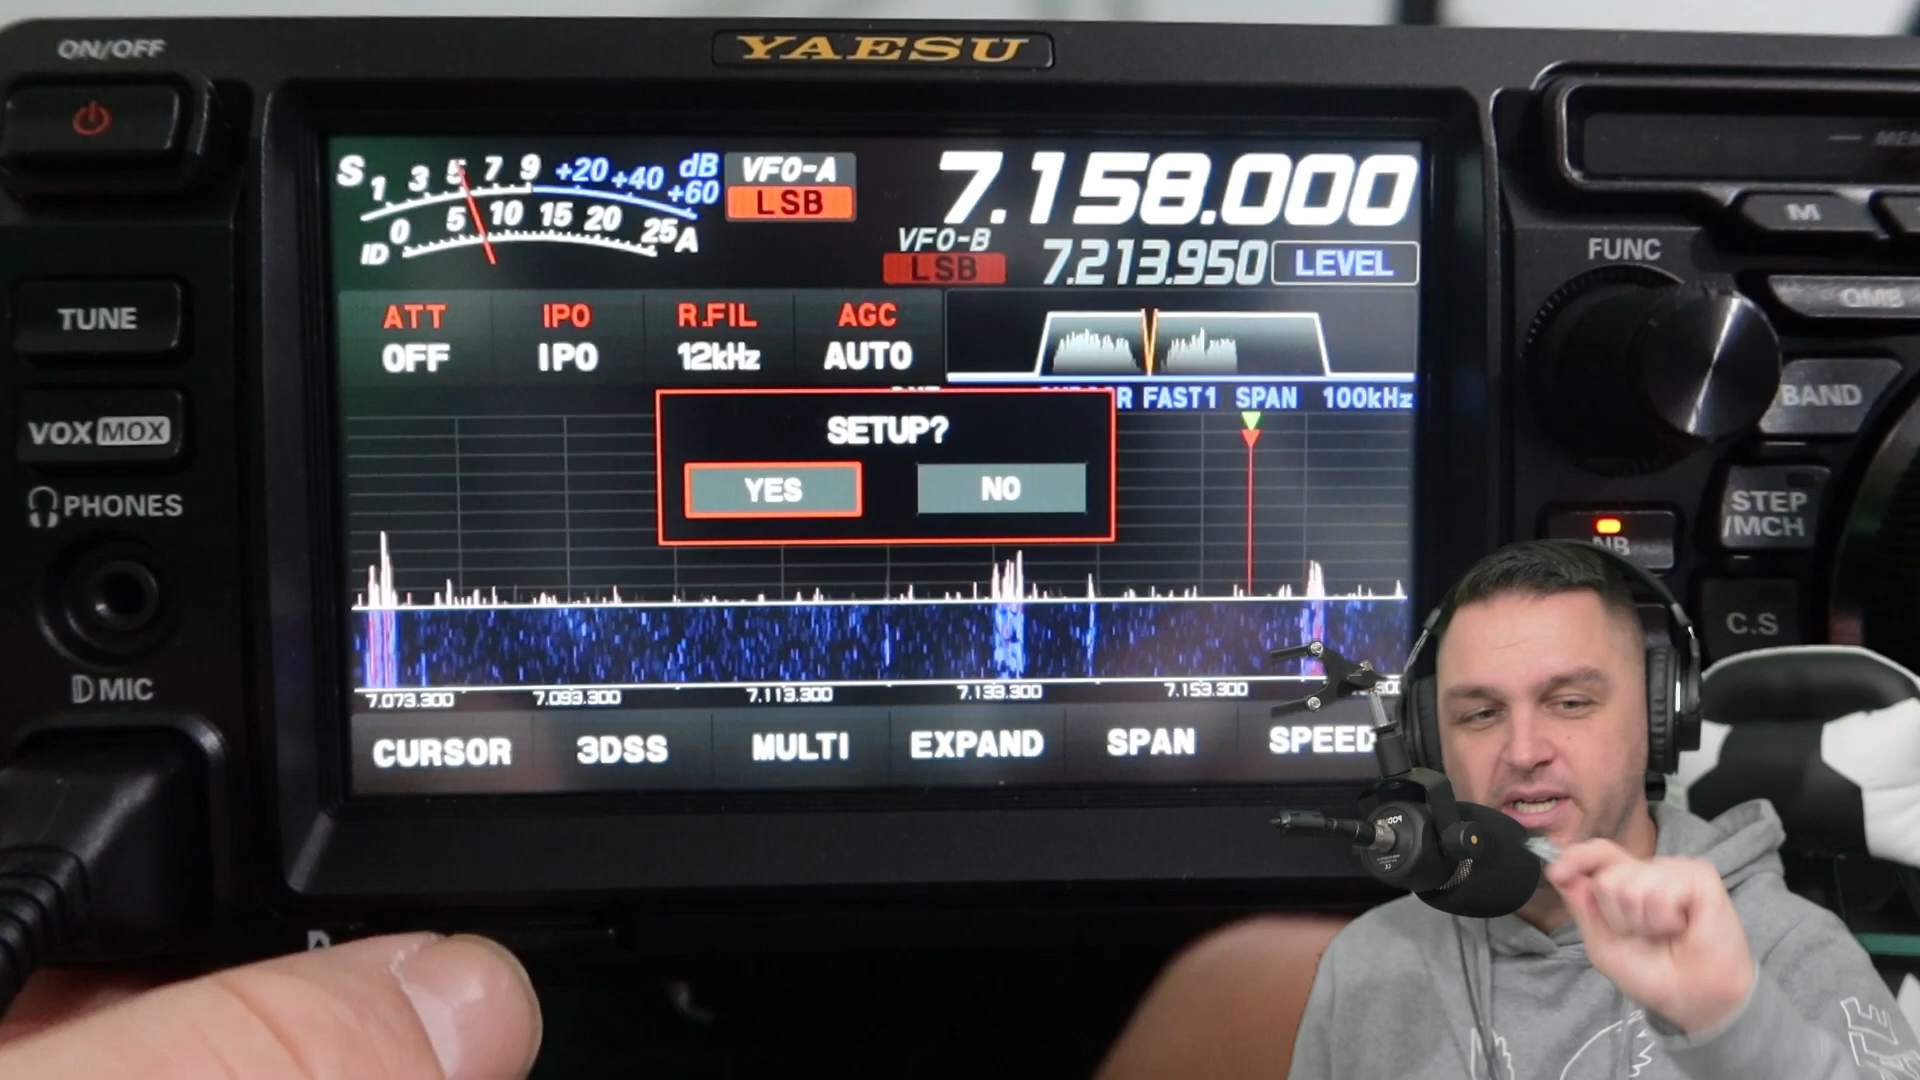 ON/OFF
YAESU
S 1 3 5 7 9 +20 +40 +60 dB
ID 0 5 10 15 20 25 A
VFO-A
LSB
7.158.000
VFO-B
LSB
7.213.950
LEVEL
ATT
OFF
IPO
IPO
R.FIL
12kHz
AGC
AUTO
FAST1 SPAN 100kHz
SETUP?
YES NO
7.073.300 7.093.300 7.113.300 7.133.300 7.153.300
CURSOR 3DSS MULTI EXPAND SPAN SPEED
TUNE
VOX MOX
PHONES
MIC
M
FUNC
QMB
BAND
STEP
/MCH
NB
C.S